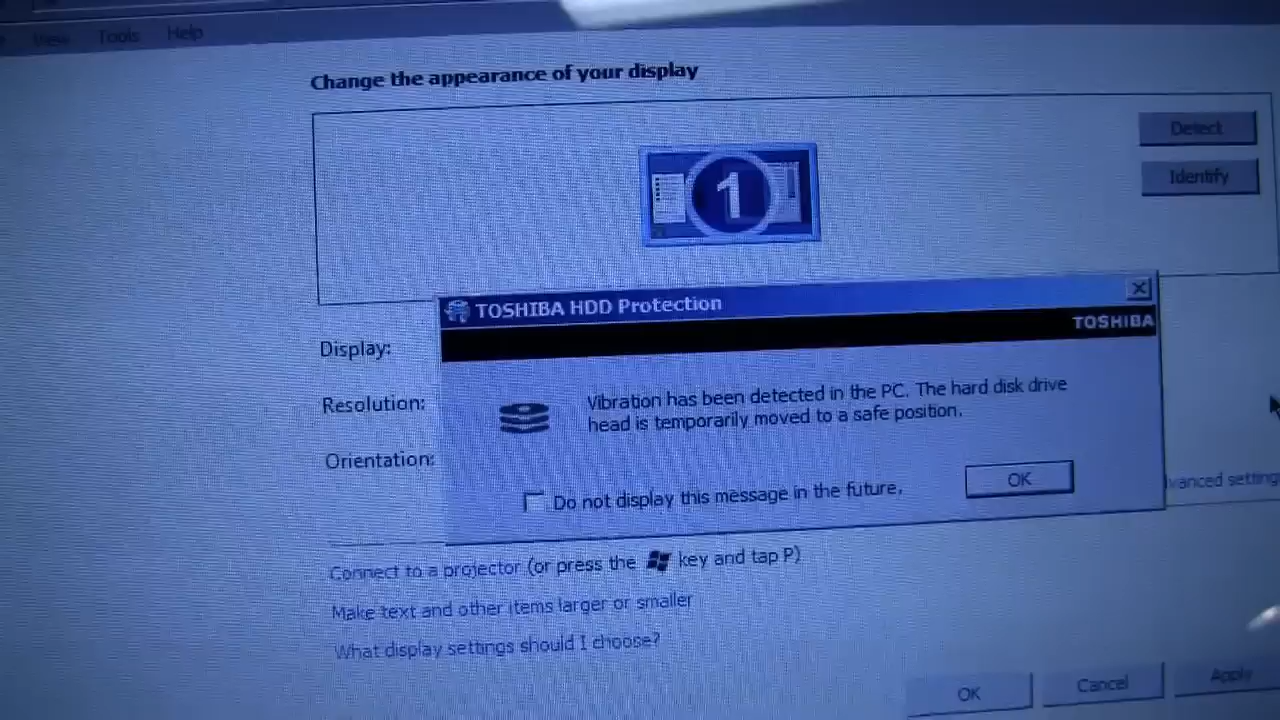 View Tools Help
Change the appearance of your display
Detect
1
Identify
TOSHIBA HDD Protection
TOSHIBA
Display:
Vibration has been detected in the PC. The hard disk drive
head is temporarily moved to a safe position.
Resolution:
Orientation:
OK
Do not display this message in the future.
vanced setting
Connect to a projector (or press the key and tap P)
Make text and other items larger or smaller
What display settings should I choose?
OK Cancel Apply